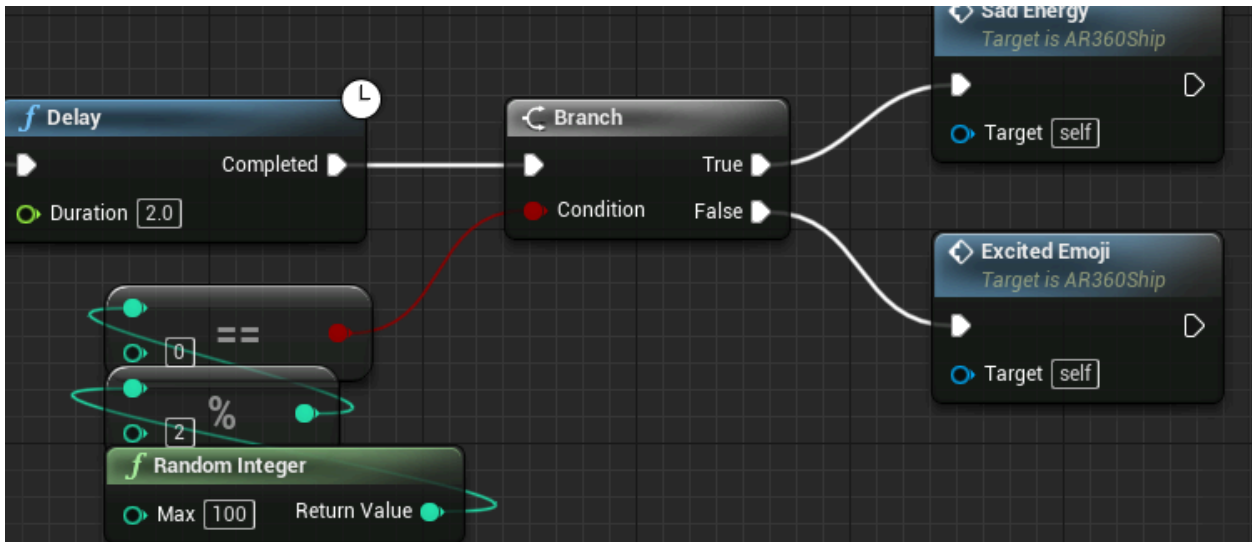 Sad Energy
Target is AR360Ship
Target self
f Delay
Completed
Duration 2.0
Branch
True
Condition False
Excited Emoji
Target is AR360Ship
Target self
==
0
%
2
f Random Integer
Max 100 Return Value